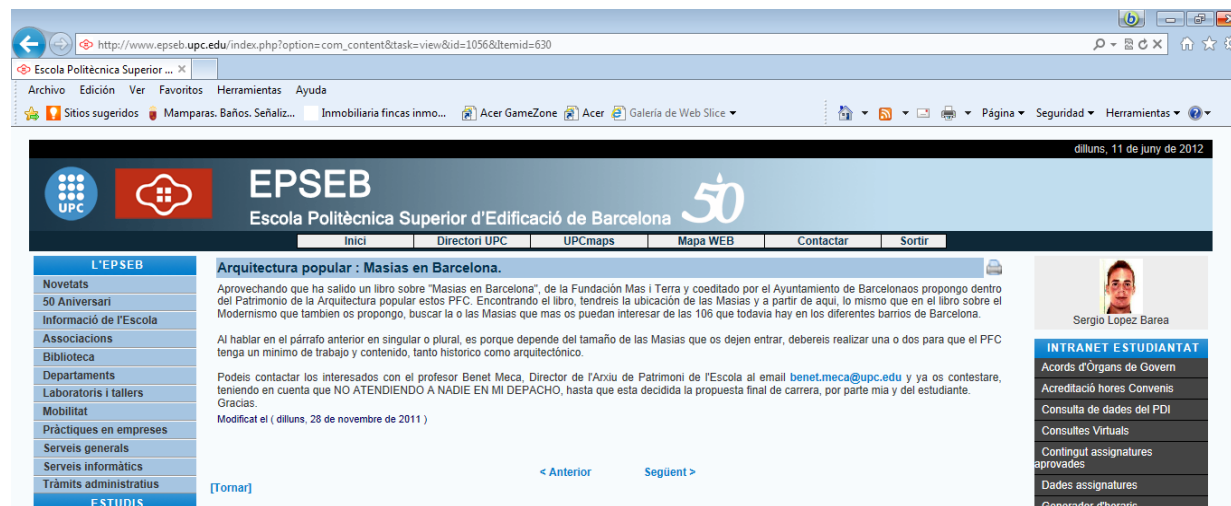 http://www.epseb.upc.edu/index.php?option=com_content&task=view&id=1056&Itemid=630
Escola Politècnica Superior ...
Archivo Edición Ver Favoritos Herramientas Ayuda
Sitios sugeridos Mamparas. Baños. Señaliz... Inmobiliaria fincas inmo... Acer GameZone Acer Galería de Web Slice Página Seguridad Herramientas
dilluns, 11 de juny de 2012
UPC
EPSEB
50
Escola Politècnica Superior d'Edificació de Barcelona
Inici Directori UPC UPCmaps Mapa WEB Contactar Sortir
L'EPSEB
Novetats
50 Aniversari
Informació de l'Escola
Associacions
Biblioteca
Departaments
Laboratoris i tallers
Mobilitat
Pràctiques en empreses
Serveis generals
Serveis informàtics
Tràmits administratius
ESTUDIS
Arquitectura popular : Masias en Barcelona.
Aprovechando que ha salido un libro sobre "Masias en Barcelona", de la Fundación Mas i Terra y coeditado por el Ayuntamiento de Barcelonaos propongo dentro
del Patrimonio de la Arquitectura popular estos PFC. Encontrando el libro, tendreis la ubicación de las Masias y a partir de aqui, lo mismo que en el libro sobre el
Modernismo que tambien os propongo, buscar la o las Masias que mas os puedan interesar de las 106 que todavia hay en los diferentes barrios de Barcelona.
Al hablar en el párrafo anterior en singular o plural, es porque depende del tamaño de las Masias que os dejen entrar, debereis realizar una o dos para que el PFC
tenga un minimo de trabajo y contenido, tanto historico como arquitectónico.
Podeis contactar los interesados con el profesor Benet Meca, Director de l'Arxiu de Patrimoni de l'Escola al email benet.meca@upc.edu y ya os contestare,
teniendo en cuenta que NO ATENDIENDO A NADIE EN MI DEPACHO, hasta que esta decidida la propuesta final de carrera, por parte mia y del estudiante.
Gracias.
Modificat el ( dilluns, 28 de novembre de 2011 )
< Anterior Següent >
[Tornar]
Sergio Lopez Barea
INTRANET ESTUDIANTAT
Acords d'Òrgans de Govern
Acreditació hores Convenis
Consulta de dades del PDI
Consultes Virtuals
Contingut assignatures
aprovades
Dades assignatures
Generador d'horaris